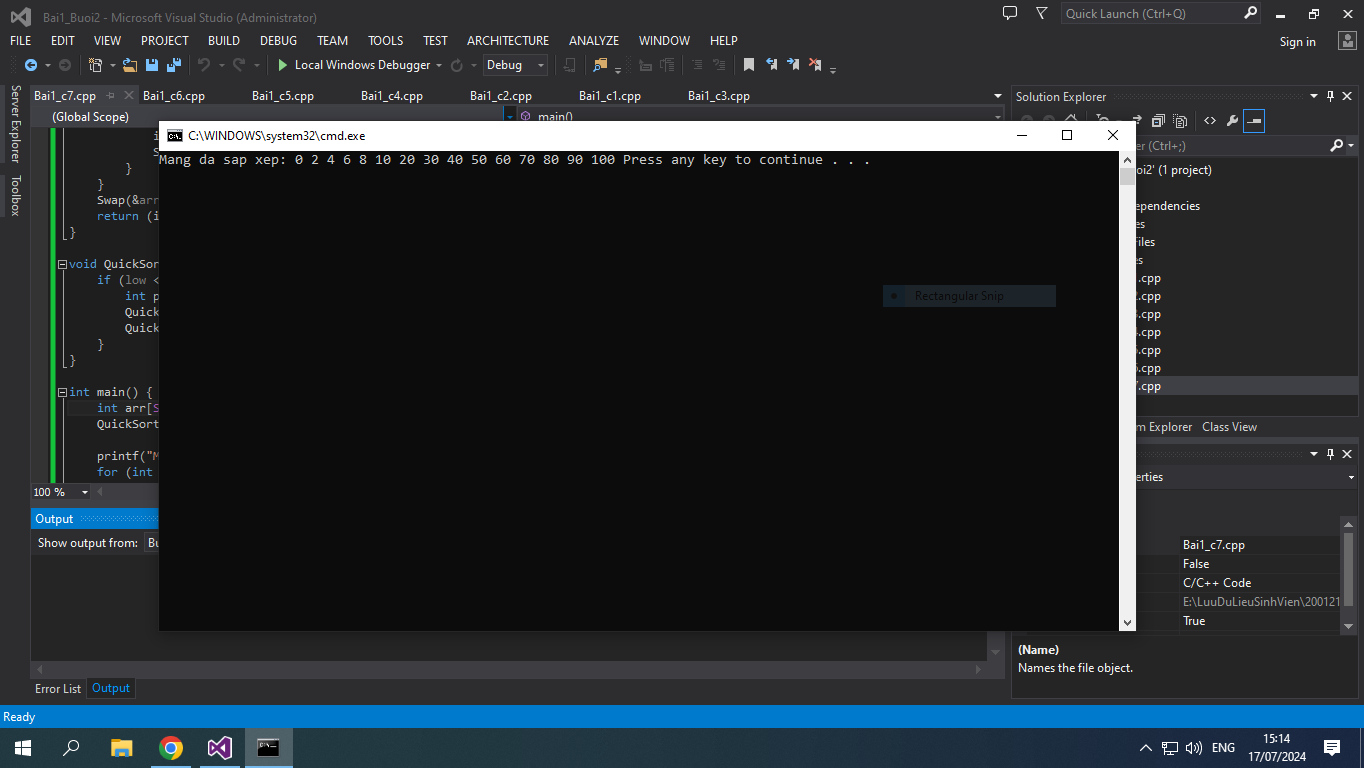 Bai1_Buoi2 - Microsoft Visual Studio (Administrator)
Quick Launch (Ctrl+Q)
FILE EDIT VIEW PROJECT BUILD DEBUG TEAM TOOLS TEST ARCHITECTURE ANALYZE WINDOW HELP
Sign in
Local Windows Debugger Debug
Server Explorer
Toolbox
Bai1_c7.cpp Bai1_c6.cpp Bai1_c5.cpp Bai1_c4.cpp Bai1_c2.cpp Bai1_c1.cpp Bai1_c3.cpp
(Global Scope) main()
C:\WINDOWS\system32\cmd.exe
Mang da sap xep: 0 2 4 6 8 10 20 30 40 50 60 70 80 90 100 Press any key to continue . . .
Rectangular Snip
}
}
Swap(&arr
return (i
}
void QuickSor
if (low <
int p
Quick
Quick
}
}
int main() {
int arr[S
QuickSort
printf("M
for (int
100 %
Output
Show output from: Bu
Error List Output
Solution Explorer
er (Ctrl+;)
oi2' (1 project)
ependencies
es
Files
es
.cpp
.cpp
.cpp
.cpp
.cpp
.cpp
.cpp
m Explorer Class View
erties
Bai1_c7.cpp
False
C/C++ Code
E:\LuuDuLieuSinhVien\200121
True
(Name)
Names the file object.
Ready
ENG
15:14
17/07/2024